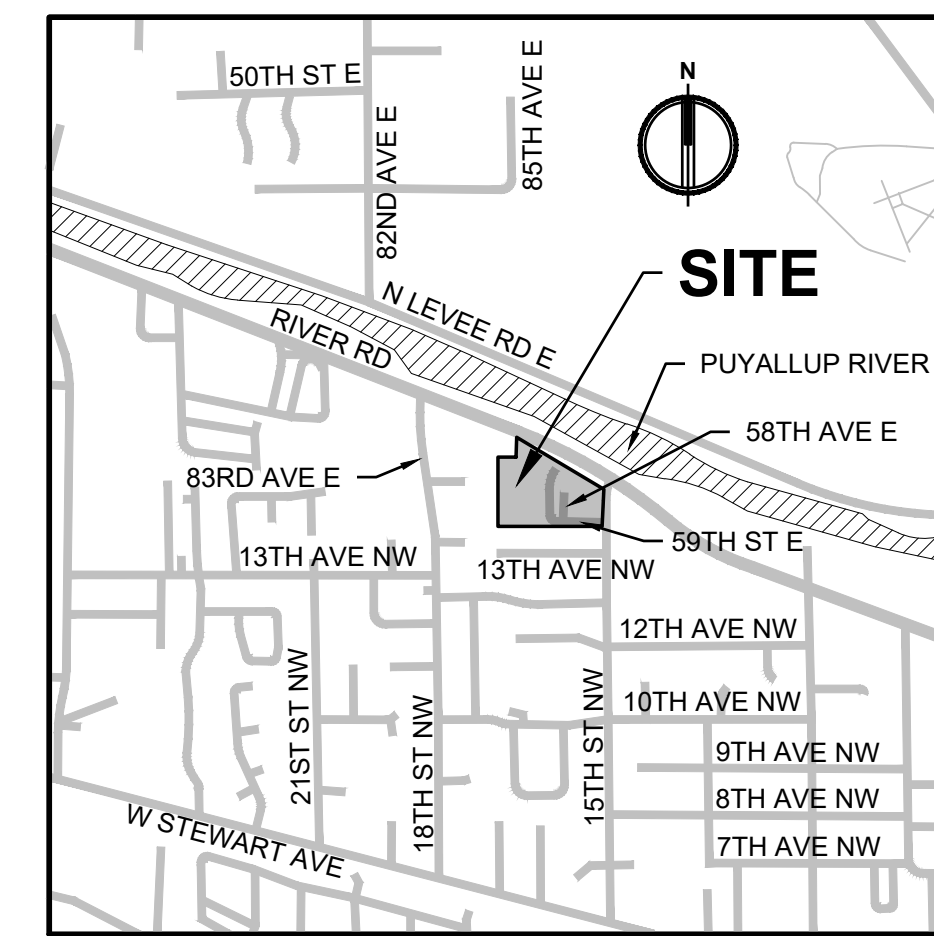 50TH ST E
85TH AVE E
N
82ND AVE E
SITE
N LEVEE RD E
RIVER RD
PUYALLUP RIVER
58TH AVE E
83RD AVE E
59TH ST E
13TH AVE NW
13TH AVE NW
12TH AVE NW
21ST ST NW
18TH ST NW
15TH ST NW
10TH AVE NW
9TH AVE NW
8TH AVE NW
7TH AVE NW
W STEWART AVE